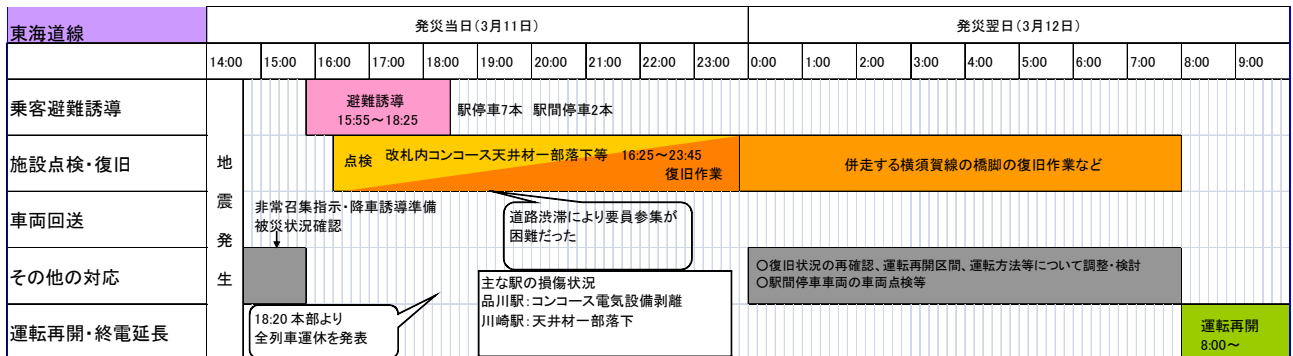 東海道線
発災当日(3月11日)
発災翌日(3月12日)
14:00 15:00 16:00 17:00 18:00 19:00 20:00 21:00 22:00 23:00 0:00 1:00 2:00 3:00 4:00 5:00 6:00 7:00 8:00 9:00
乗客避難誘導
避難誘導
15:55～18:25
駅停車7本 駅間停車2本
地震発生
施設点検・復旧
点検
改札内コンコース天井材一部落下等 16:25～23:45
復旧作業
併走する横須賀線の橋脚の復旧作業など
車両回送
非常召集指示・降車誘導準備
被災状況確認
道路渋滞により要員参集が
困難だった
その他の対応
主な駅の損傷状況
品川駅:コンコース電気設備剥離
川崎駅:天井材一部落下
○復旧状況の再確認、運転再開区間、運転方法等について調整・検討
○駅間停車車両の車両点検等
18:20 本部より
全列車運休を発表
運転再開・終電延長
運転再開
8:00～